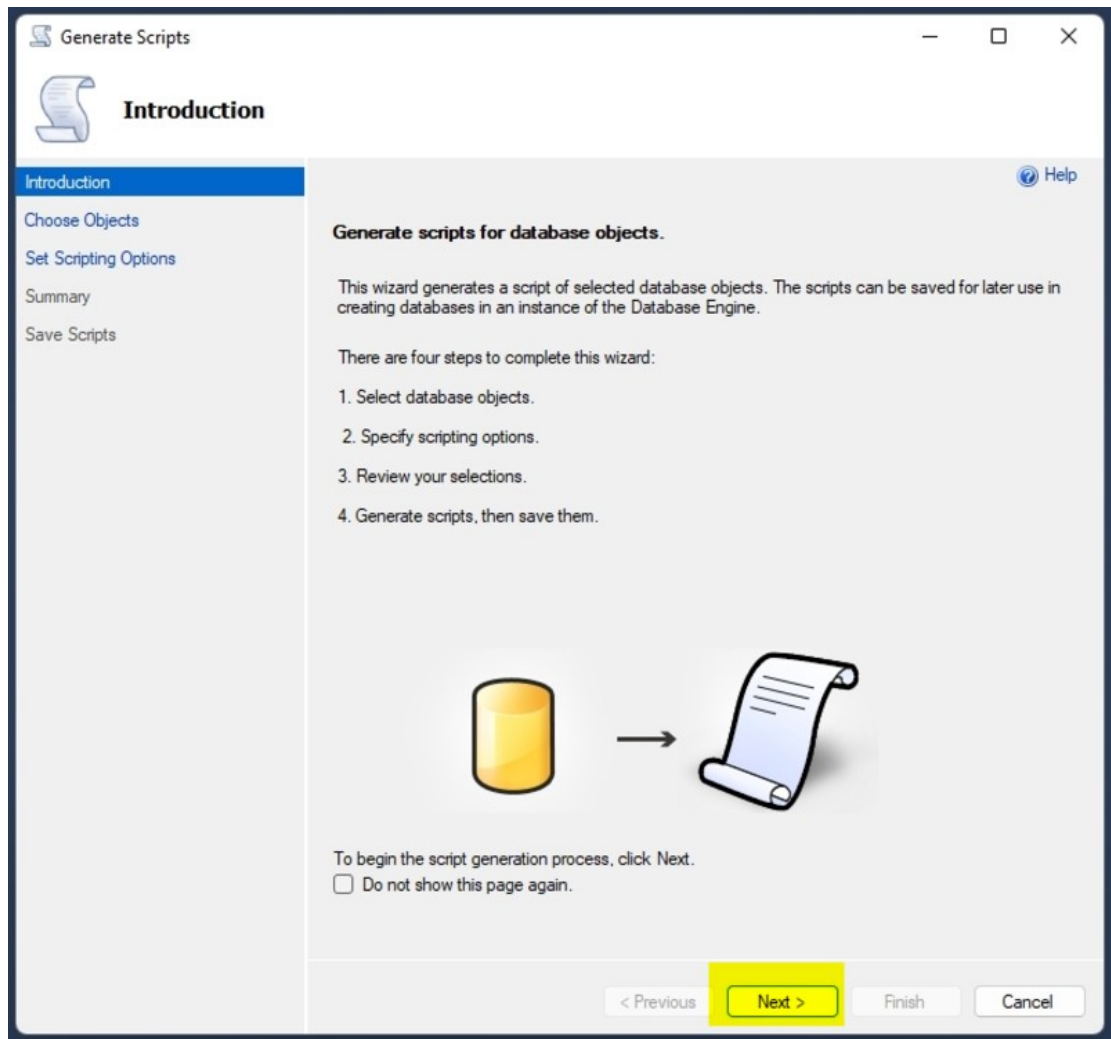 Generate Scripts
Introduction
Introduction
Choose Objects
Set Scripting Options
Summary
Save Scripts
Help
Generate scripts for database objects.
This wizard generates a script of selected database objects. The scripts can be saved for later use in
creating databases in an instance of the Database Engine.
There are four steps to complete this wizard:
1. Select database objects.
2. Specify scripting options.
3. Review your selections.
4. Generate scripts, then save them.
To begin the script generation process, click Next.
Do not show this page again.
< Previous
Next >
Finish
Cancel